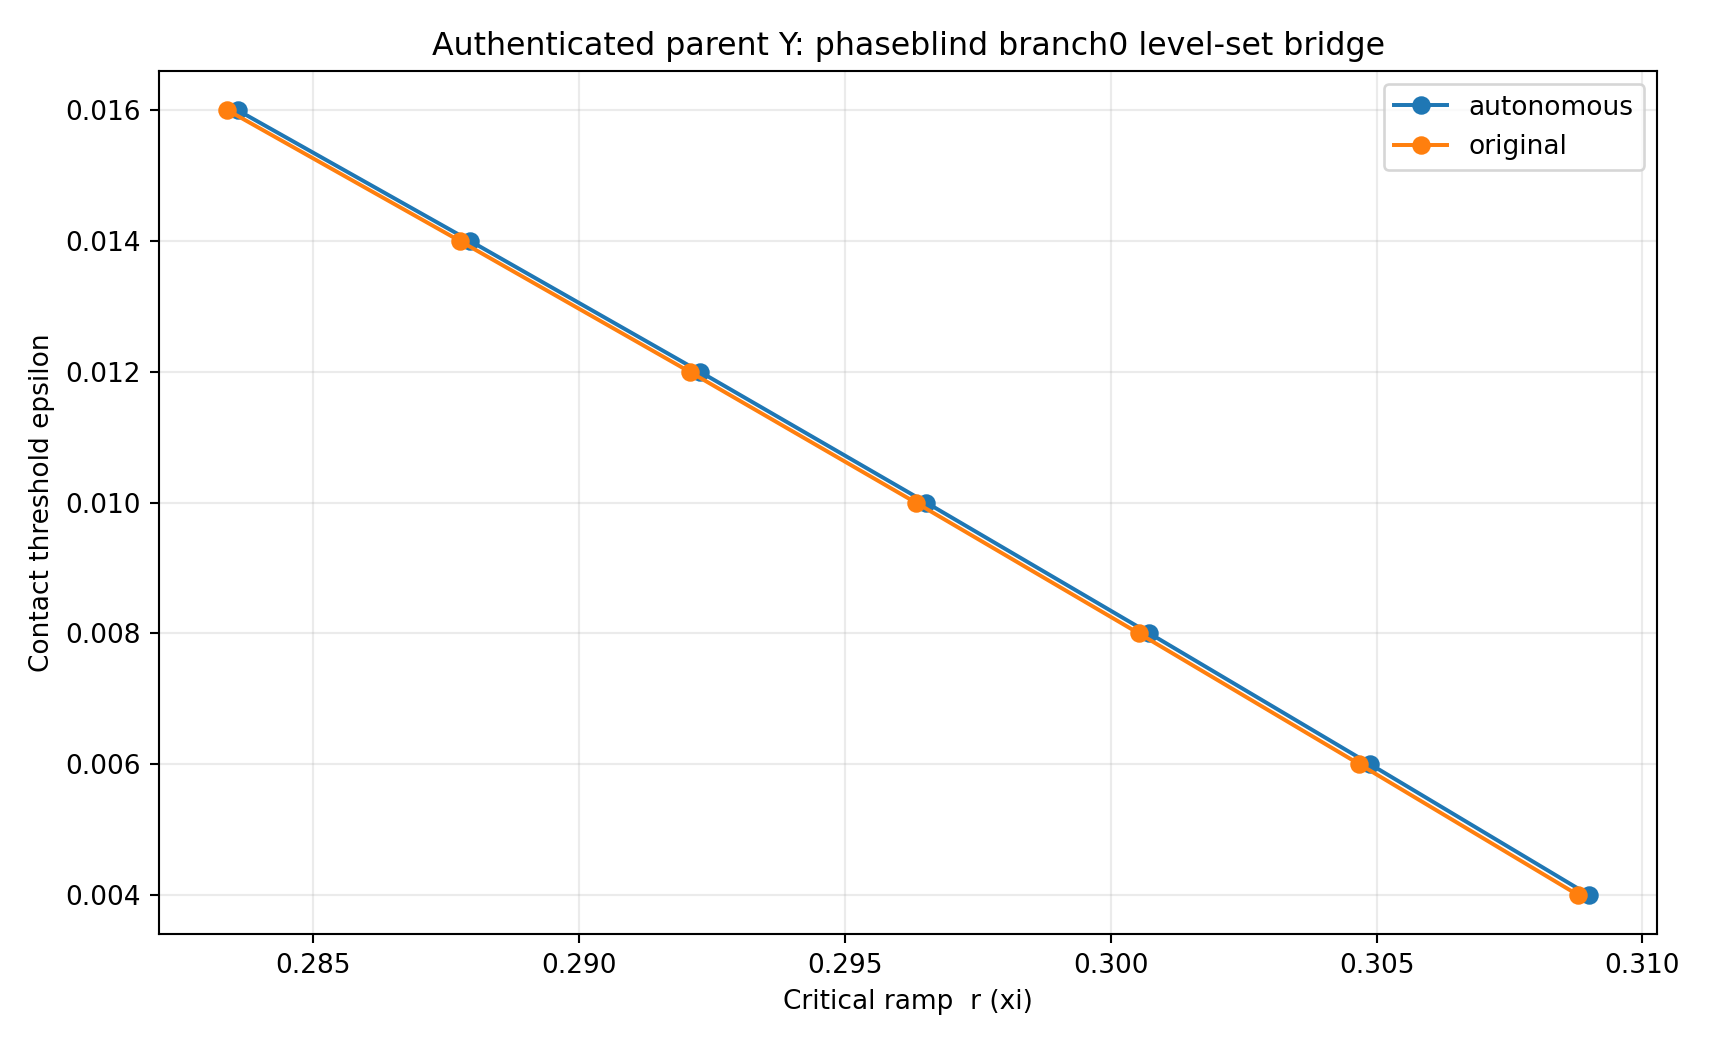 Authenticated parent Y: phaseblind branch0 level-set bridge
autonomous
original
Contact threshold epsilon
0.016
0.014
0.012
0.010
0.008
0.006
0.004
0.285
0.290
0.295
0.300
0.305
0.310
Critical ramp  r (xi)